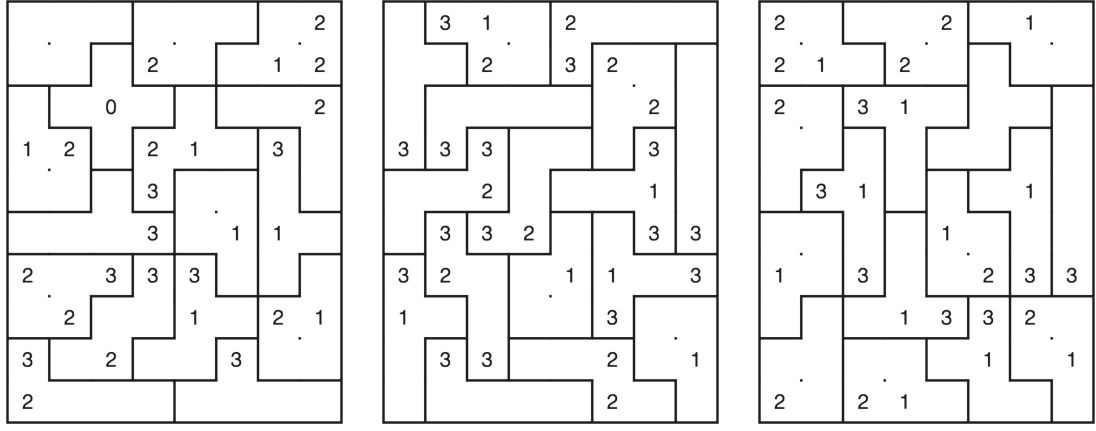 2
2 1 2
0 2
1 2 2 1 3
3
3 1 1
2 3 3 3
2 1 2 1
3 2 3
2
3 1 2
2 3 2
2
3 3 3 3
2 1
3 3 2 3 3
3 2 1 1 3
1 3
3 3 2 1
2
2 2 1
2 1 2
2 3 1
3 1 1
1
1 3 2 3 3
1 3 3 2
1 1
2 2 1